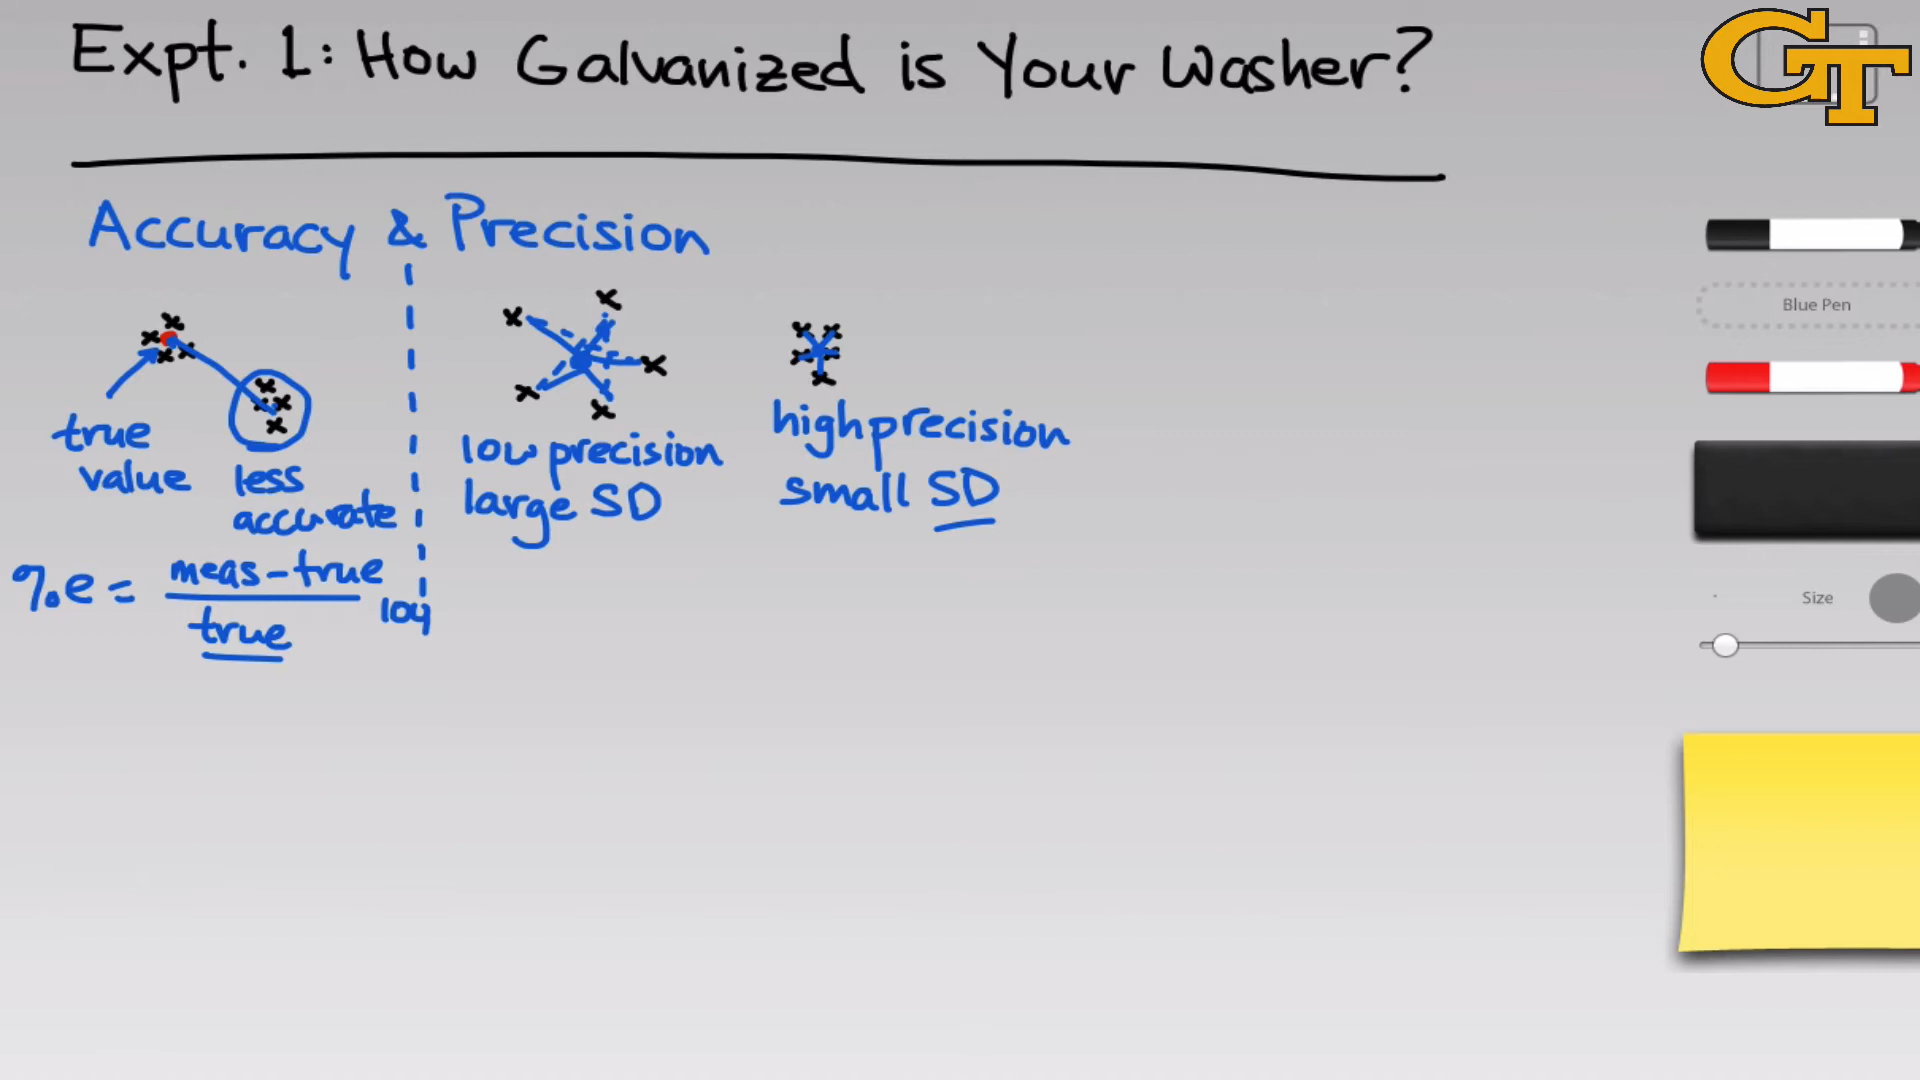 Expt. 1: How Galvanized is Your Washer?
GT
Accuracy & Precision
true
value
less
accurate
low precision
large SD
high precision
small SD
%e = meas-true
true
Blue Pen
Size